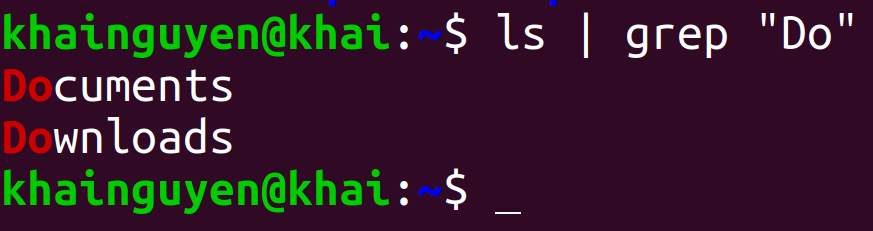 khainguyen@khai:~$ ls | grep "Do"
Documents
Downloads
khainguyen@khai:~$ _